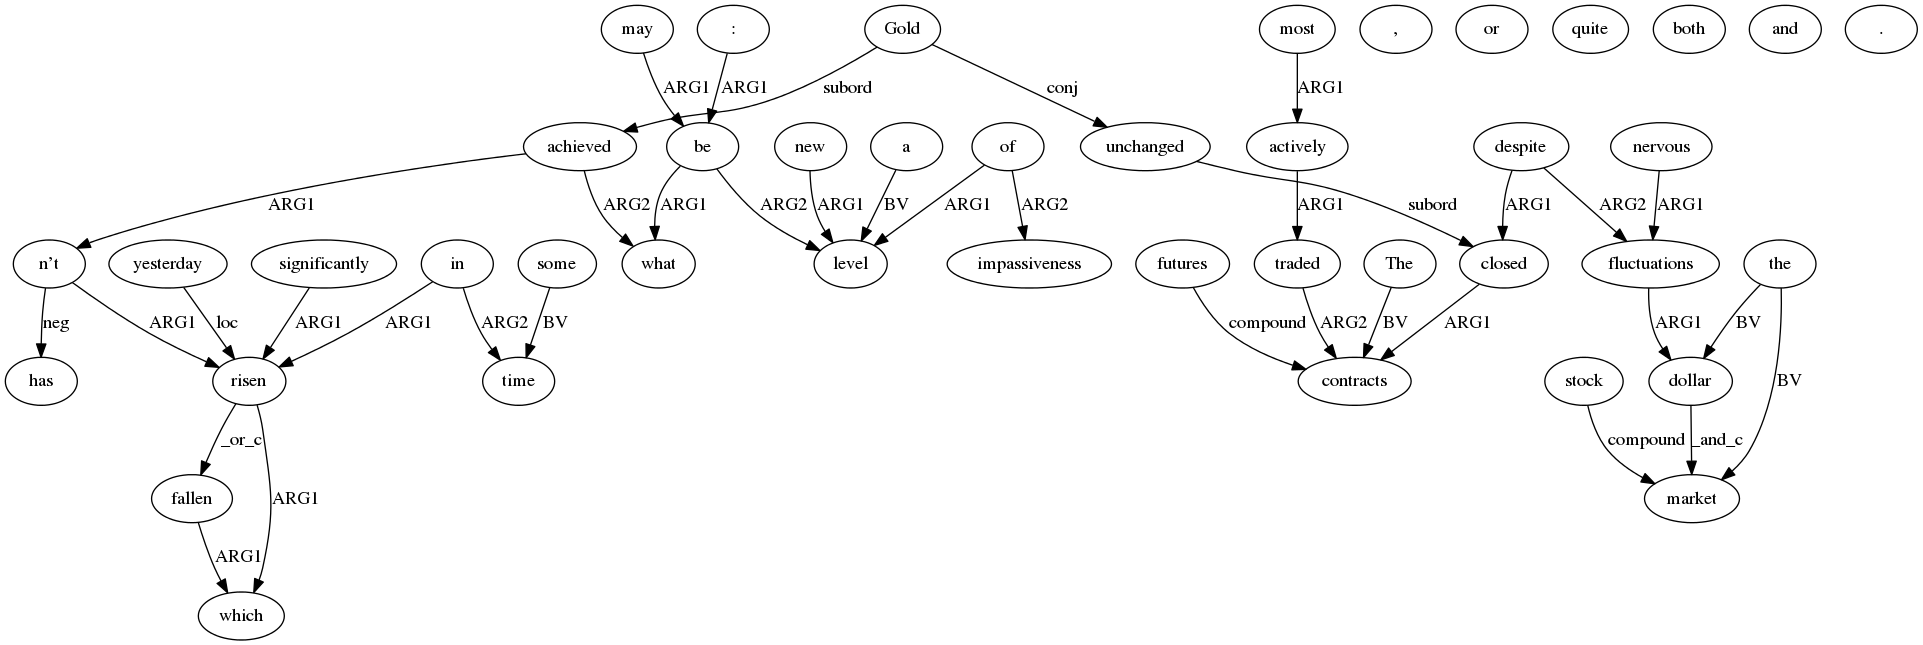 may : Gold most , or quite both and .
ARG1 ARG1 subord conj ARG1
achieved be new a of unchanged actively despite nervous
ARG1 ARG2 ARG1 ARG2 ARG1 BV ARG1 ARG2 ARG1 subord ARG1 ARG2 ARG1
n't yesterday significantly in some what level impassiveness futures traded The closed fluctuations the
neg ARG1 loc ARG1 ARG1 ARG2 BV compound ARG2 BV ARG1 ARG1 BV BV
has risen time contracts stock dollar
_or_c ARG1 compound _and_c
fallen market
ARG1
which